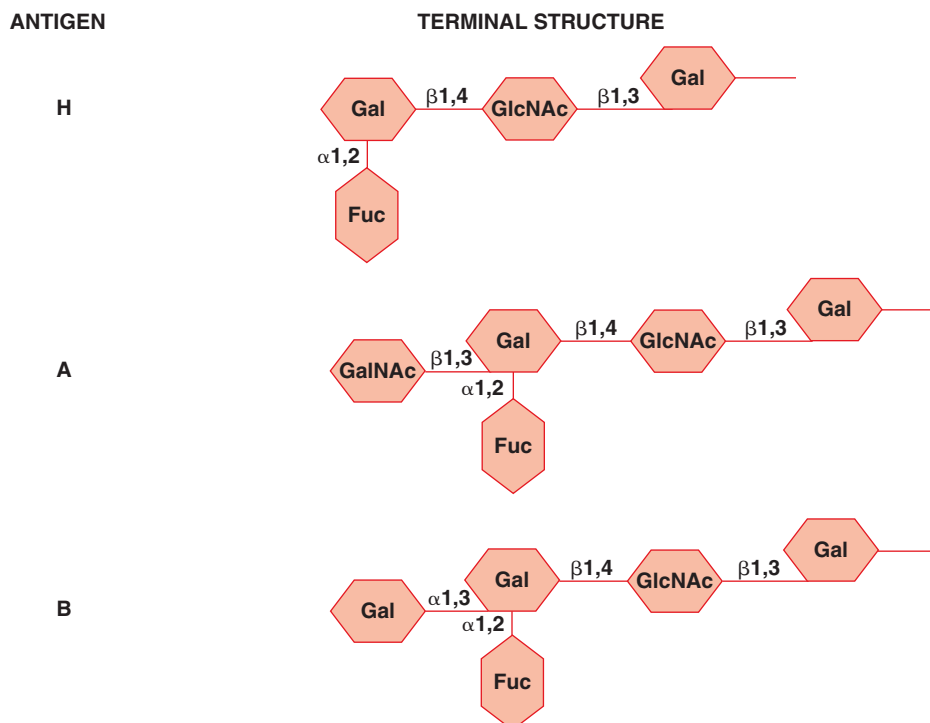 ANTIGEN TERMINAL STRUCTURE
Gal
β1,4 β1,3
H Gal GlcNAc
α1,2
Fuc
Gal
β1,4 β1,3
Gal GlcNAc
β1,3
A GalNAc
α1,2
Fuc
Gal
β1,4 β1,3
Gal GlcNAc
α1,3
B Gal
α1,2
Fuc